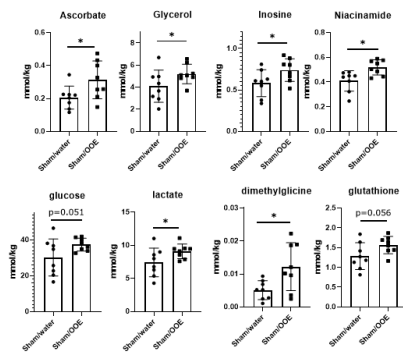 Ascorbate
mmol/kg
0.6
0.4
0.2
0.0
*
Sham/water
Sham/OOE
Glycerol
mmol/kg
8
6
4
2
0
*
Sham/water
Sham/OOE
Inosine
mmol/kg
1.0
0.5
0.0
*
Sham/water
Sham/OOE
Niacinamide
mmol/kg
0.8
0.6
0.4
0.2
0.0
*
Sham/water
Sham/OOE
glucose
p=0.051
mmol/kg
40
20
0
Sham/water
Sham/OOE
lactate
mmol/kg
15
10
5
0
*
Sham/water
Sham/OOE
dimethylglicine
mmol/kg
0.03
0.02
0.01
0.00
*
Sham/water
Sham/OOE
glutathione
p=0.056
mmol/kg
2.5
2.0
1.5
1.0
0.5
0.0
Sham/water
Sham/OOE